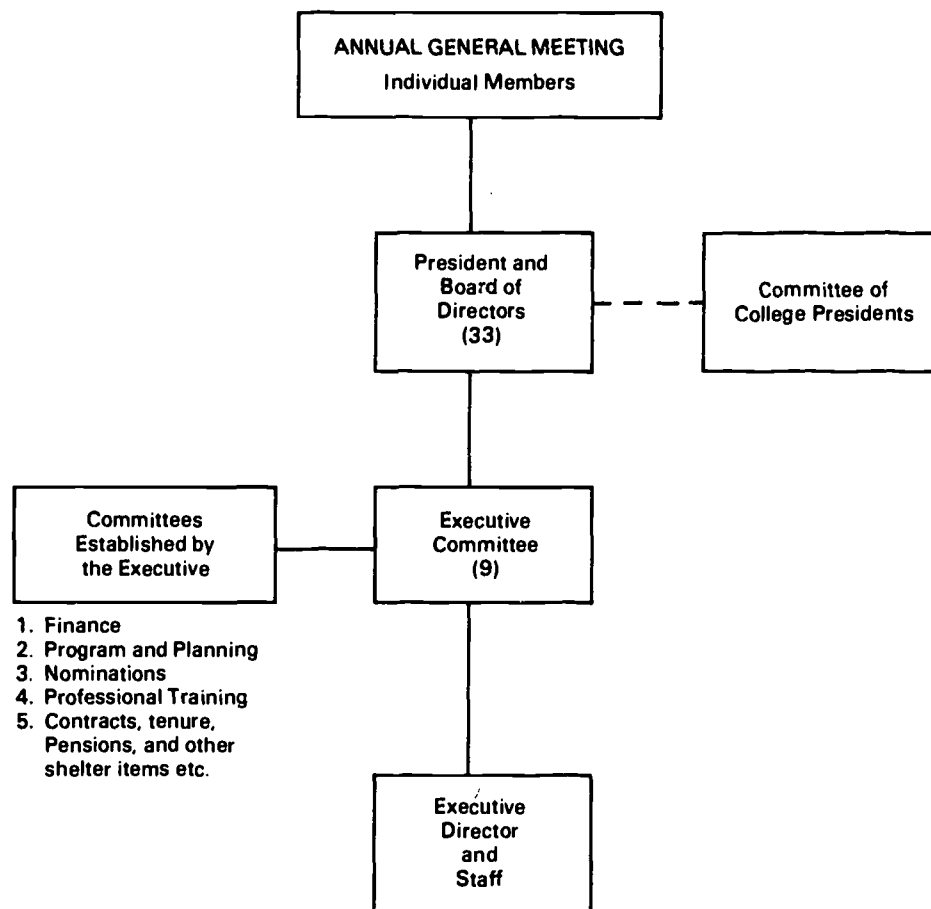 ANNUAL GENERAL MEETING
Individual Members
President and
Board of
Directors
(33)
Committee of
College Presidents
Committees
Established by
the Executive
Executive
Committee
(9)
1. Finance
2. Program and Planning
3. Nominations
4. Professional Training
5. Contracts, tenure,
Pensions, and other
shelter items etc.
Executive
Director
and
Staff